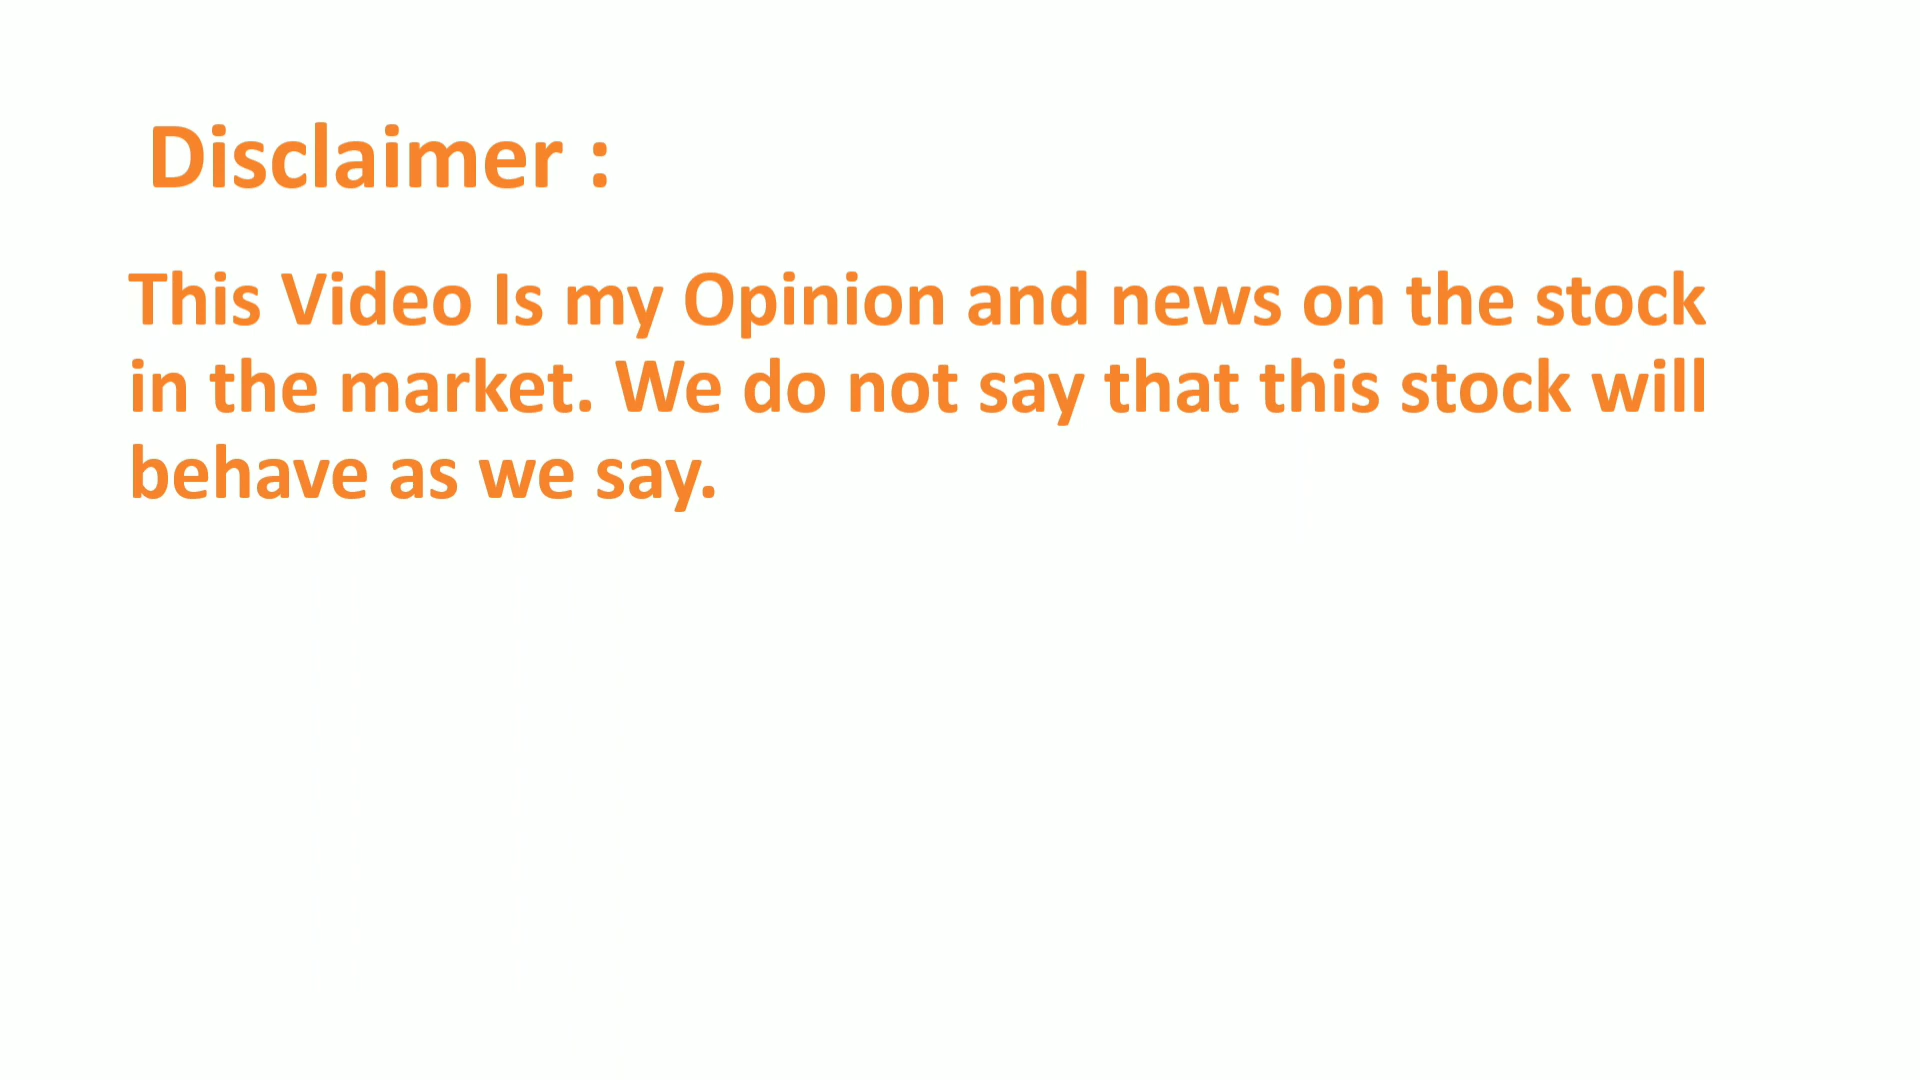 Disclaimer :
This Video Is my Opinion and news on the stock
in the market. We do not say that this stock will
behave as we say.